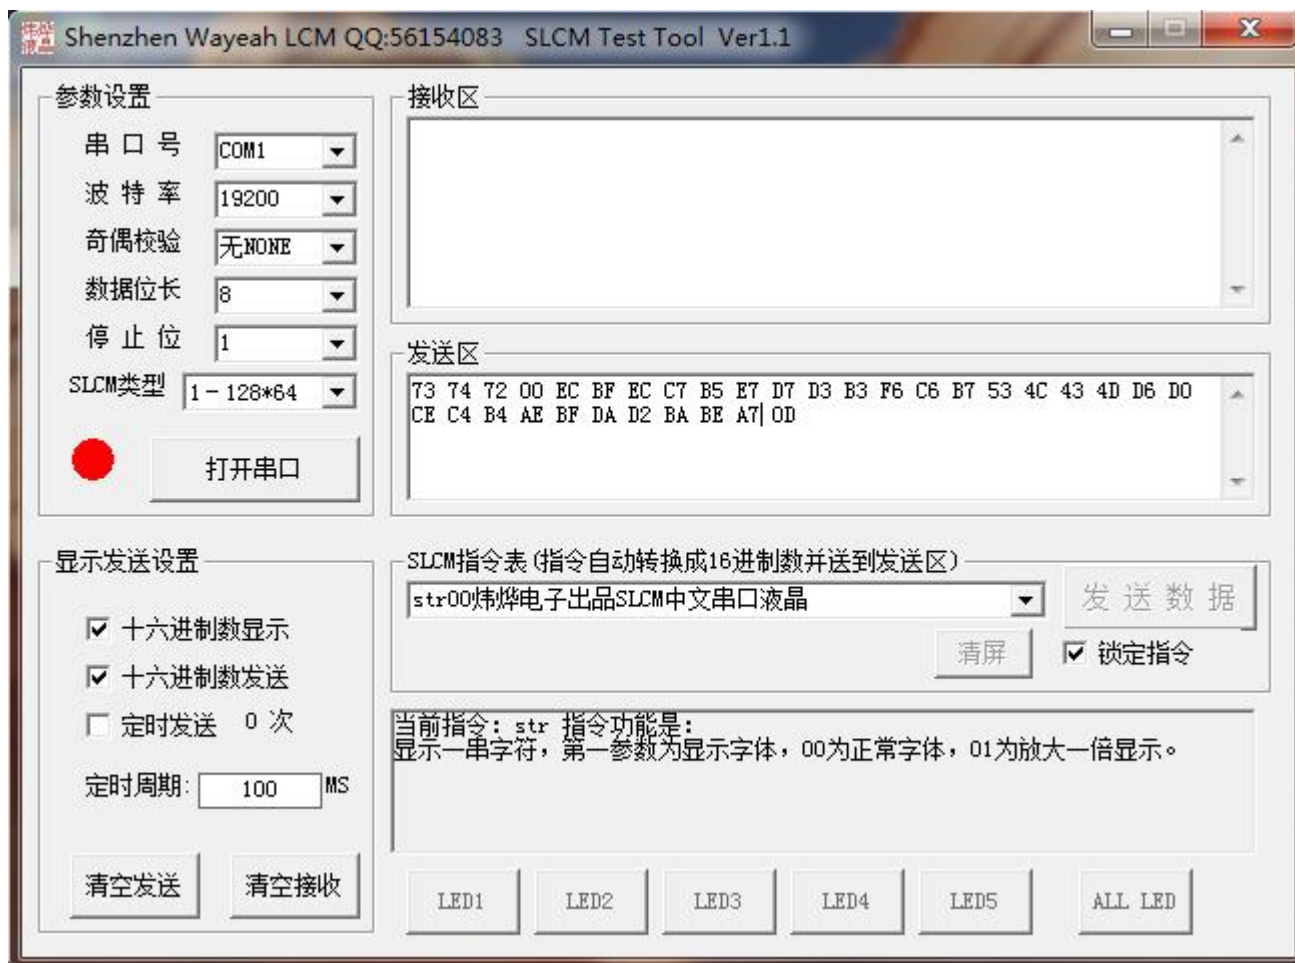 Shenzhen Wayeah LCM QQ:56154083 SLCM Test Tool Ver1.1
参数设置
串 口 号 COM1
波 特 率 19200
奇偶校验 无NONE
数据位长 8
停 止 位 1
SLCM类型 1－128*64
打开串口
接收区
发送区
73 74 72 00 EC BF EC C7 B5 E7 D7 D3 B3 F6 C6 B7 53 4C 43 4D D6 D0
CE C4 B4 AE BF DA D2 BA BE A7 0D
显示发送设置
十六进制数显示
十六进制数发送
定时发送 0 次
定时周期: 100 MS
清空发送 清空接收
SLCM指令表(指令自动转换成16进制数并送到发送区)
str00炜烨电子出品SLCM中文串口液晶
发 送 数 据
清屏 锁定指令
当前指令: str 指令功能是:
显示一串字符，第一参数为显示字体，00为正常字体，01为放大一倍显示。
LED1 LED2 LED3 LED4 LED5 ALL LED